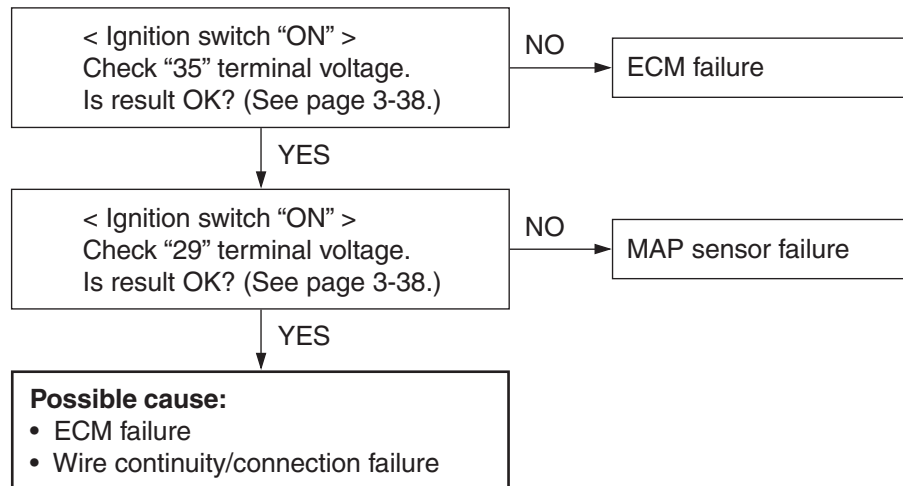 < Ignition switch “ON” >
Check “35” terminal voltage.
Is result OK? (See page 3-38.)
NO
ECM failure
YES
< Ignition switch “ON” >
Check “29” terminal voltage.
Is result OK? (See page 3-38.)
NO
MAP sensor failure
YES
Possible cause:
• ECM failure
• Wire continuity/connection failure